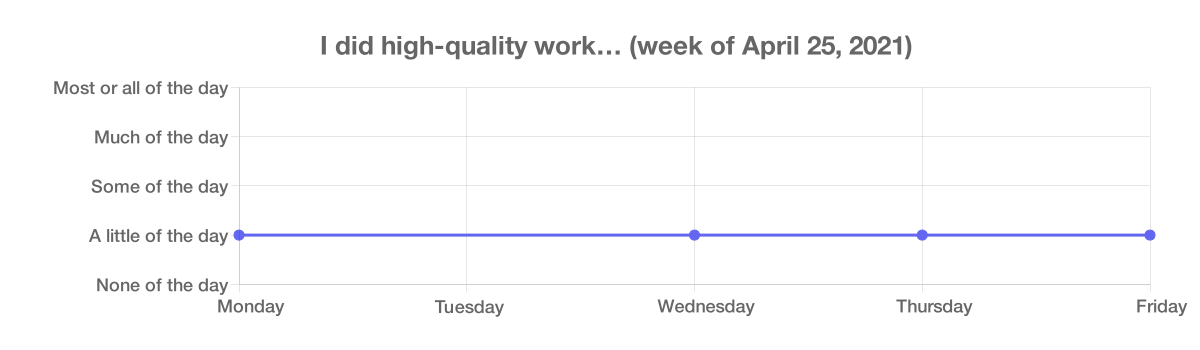 I did high-quality work… (week of April 25, 2021)
Most or all of the day
Much of the day
Some of the day
A little of the day
None of the day
Monday Tuesday Wednesday Thursday Friday